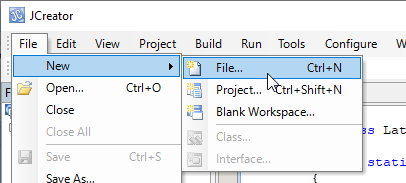 JCreator
File Edit View Project Build Run Tools Configure
New
File... Ctrl+N
Open... Ctrl+O
Project... Ctrl+Shift+N
Close
Blank Workspace...
Close All
Class...
Save Ctrl+S
Interface...
Save As...
stati
{